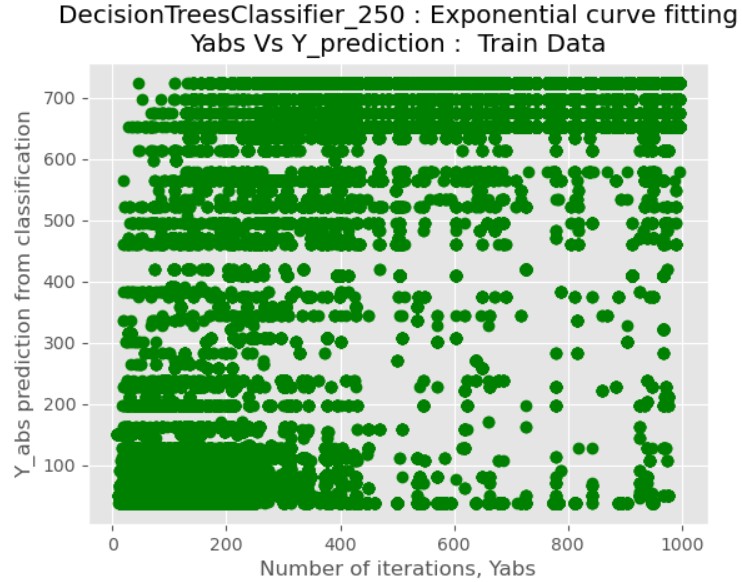 DecisionTreesClassifier_250 : Exponential curve fitting
Yabs Vs Y_prediction :  Train Data
700
600
500
400
300
200
100
Y_abs prediction from classification
0 200 400 600 800 1000
Number of iterations, Yabs